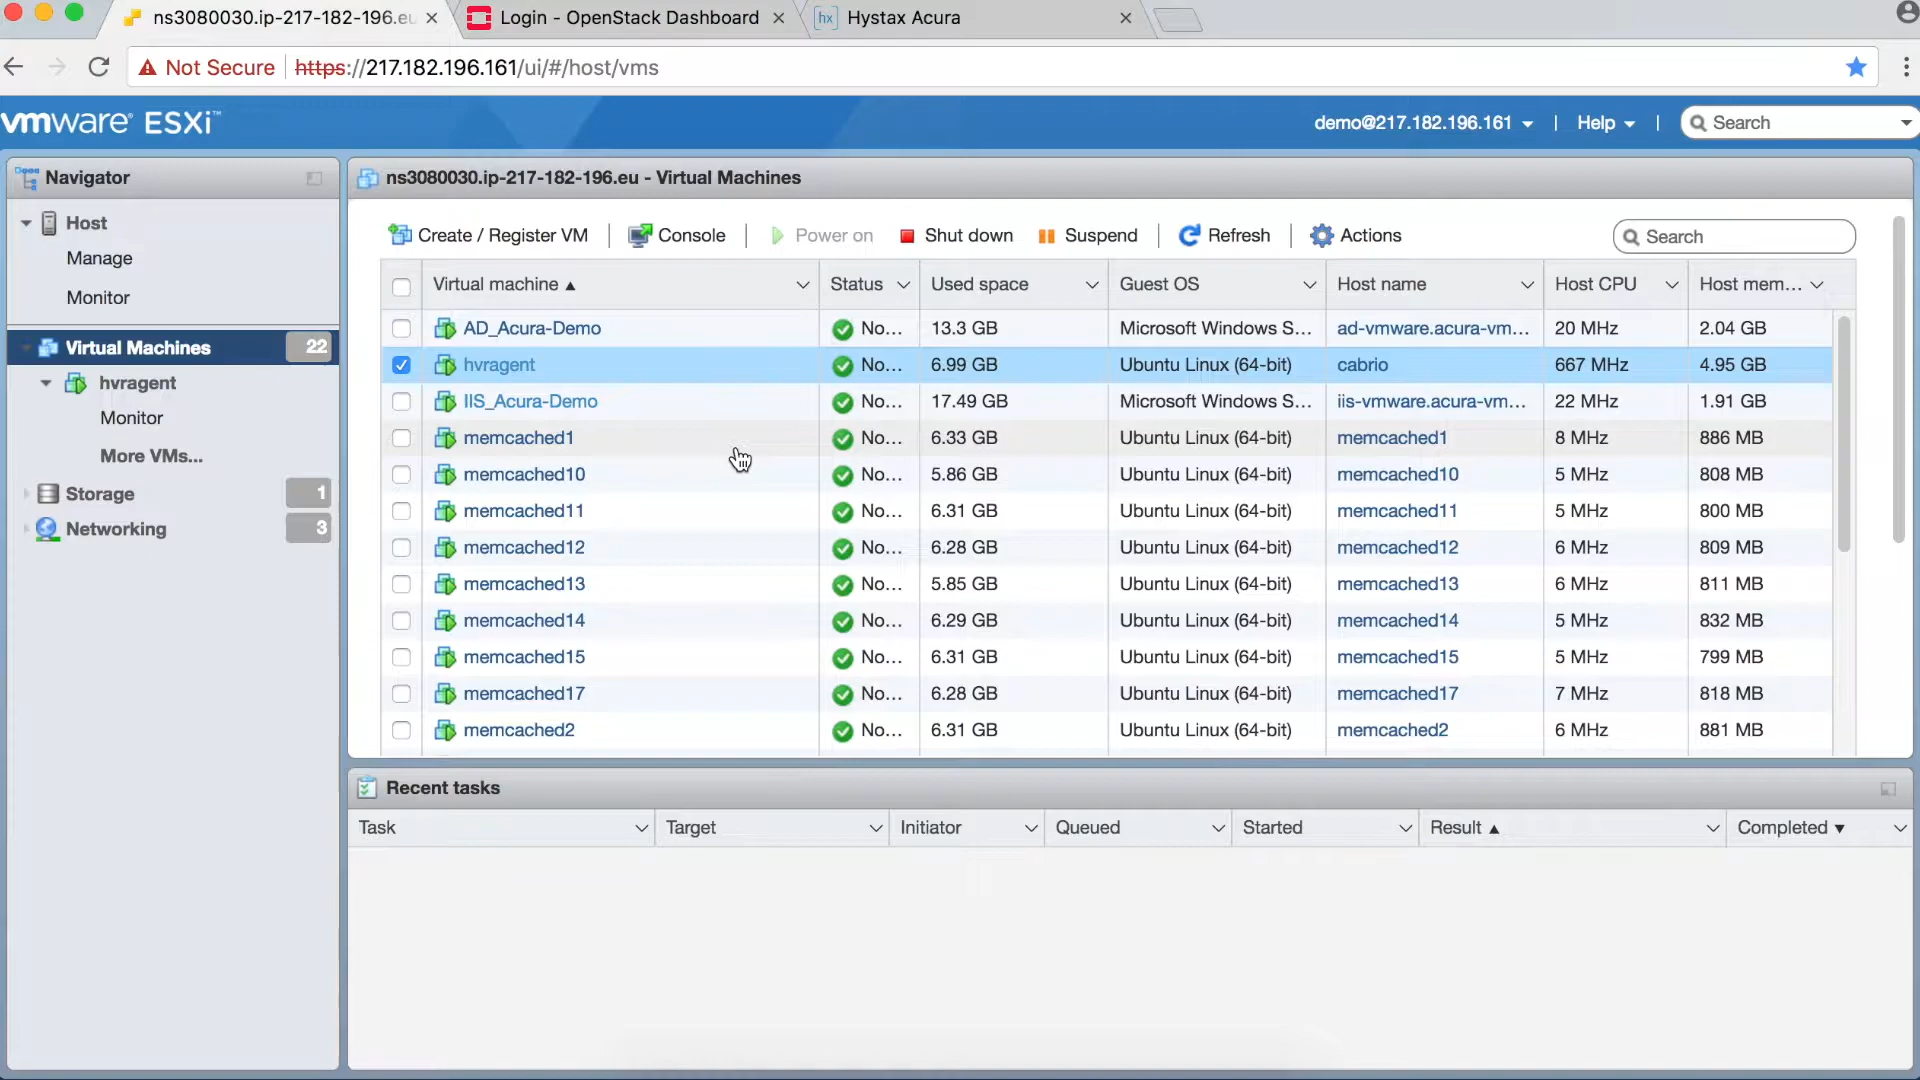 ns3080030.ip-217-182-196.eu
Login - OpenStack Dashboard
hx Hystax Acura
Not Secure https://217.182.196.161/ui/#/host/vms
vmware® ESXi™
demo@217.182.196.161 | Help | Search
Navigator
Host
Manage
Monitor
Virtual Machines 22
hvragent
Monitor
More VMs...
Storage 1
Networking 3
ns3080030.ip-217-182-196.eu - Virtual Machines
Create / Register VM | Console | Power on Shut down Suspend | Refresh | Actions Search
Virtual machine ▲ Status Used space Guest OS Host name Host CPU Host mem...
AD_Acura-Demo No... 13.3 GB Microsoft Windows S... ad-vmware.acura-vm... 20 MHz 2.04 GB
hvragent No... 6.99 GB Ubuntu Linux (64-bit) cabrio 667 MHz 4.95 GB
IIS_Acura-Demo No... 17.49 GB Microsoft Windows S... iis-vmware.acura-vm... 22 MHz 1.91 GB
memcached1 No... 6.33 GB Ubuntu Linux (64-bit) memcached1 8 MHz 886 MB
memcached10 No... 5.86 GB Ubuntu Linux (64-bit) memcached10 5 MHz 808 MB
memcached11 No... 6.31 GB Ubuntu Linux (64-bit) memcached11 5 MHz 800 MB
memcached12 No... 6.28 GB Ubuntu Linux (64-bit) memcached12 6 MHz 809 MB
memcached13 No... 5.85 GB Ubuntu Linux (64-bit) memcached13 6 MHz 811 MB
memcached14 No... 6.29 GB Ubuntu Linux (64-bit) memcached14 5 MHz 832 MB
memcached15 No... 6.31 GB Ubuntu Linux (64-bit) memcached15 5 MHz 799 MB
memcached17 No... 6.28 GB Ubuntu Linux (64-bit) memcached17 7 MHz 818 MB
memcached2 No... 6.31 GB Ubuntu Linux (64-bit) memcached2 6 MHz 881 MB
Recent tasks
Task Target Initiator Queued Started Result ▲ Completed ▼